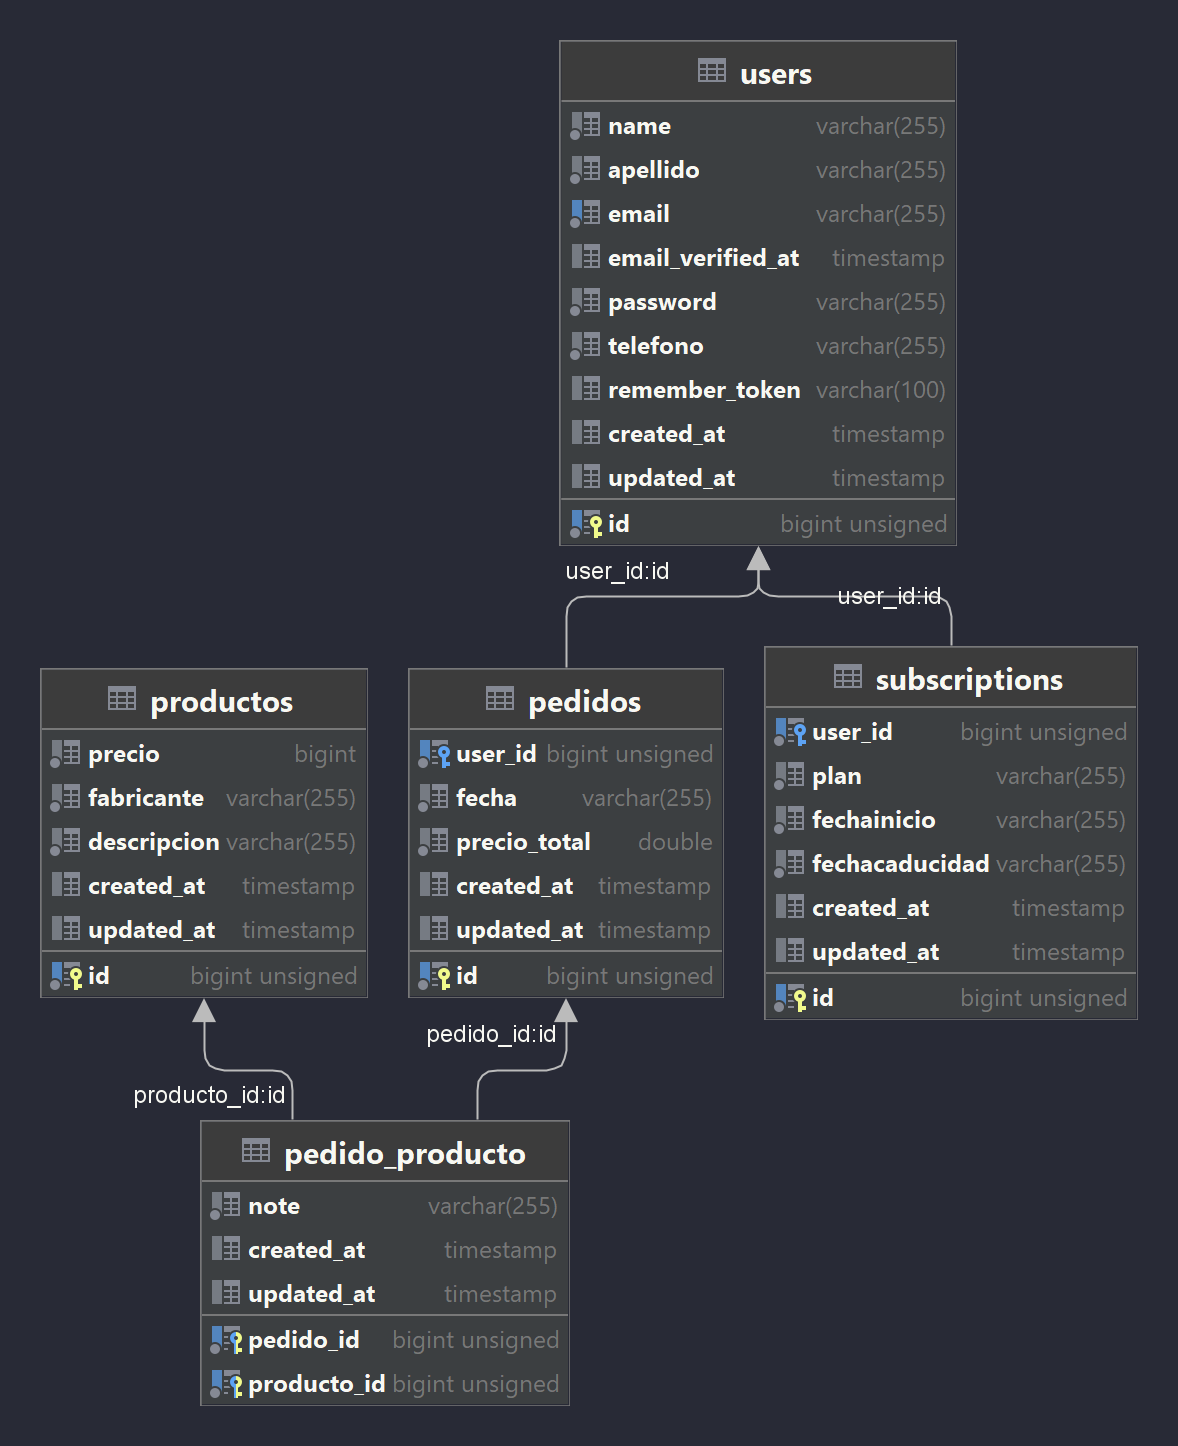 users
name varchar(255)
apellido varchar(255)
email varchar(255)
email_verified_at timestamp
password varchar(255)
telefono varchar(255)
remember_token varchar(100)
created_at timestamp
updated_at timestamp
id bigint unsigned
user_id:id
user_id:id
productos
precio bigint
fabricante varchar(255)
descripcion varchar(255)
created_at timestamp
updated_at timestamp
id bigint unsigned
pedidos
user_id bigint unsigned
fecha varchar(255)
precio_total double
created_at timestamp
updated_at timestamp
id bigint unsigned
subscriptions
user_id bigint unsigned
plan varchar(255)
fechainicio varchar(255)
fechacaducidad varchar(255)
created_at timestamp
updated_at timestamp
id bigint unsigned
pedido_id:id
producto_id:id
pedido_producto
note varchar(255)
created_at timestamp
updated_at timestamp
pedido_id bigint unsigned
producto_id bigint unsigned